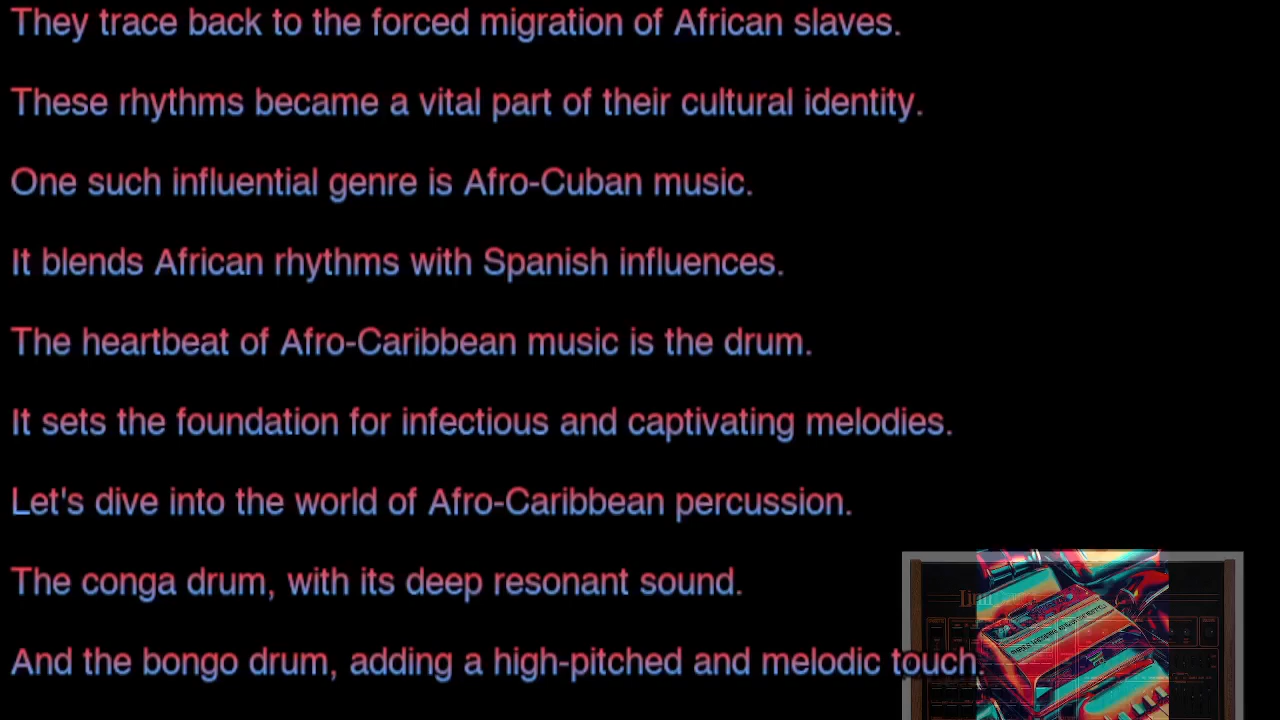 They trace back to the forced migration of African slaves.
These rhythms became a vital part of their cultural identity.
One such influential genre is Afro-Cuban music.
It blends African rhythms with Spanish influences.
The heartbeat of Afro-Caribbean music is the drum.
It sets the foundation for infectious and captivating melodies.
Let's dive into the world of Afro-Caribbean percussion.
The conga drum, with its deep resonant sound.
And the bongo drum, adding a high-pitched and melodic touch.